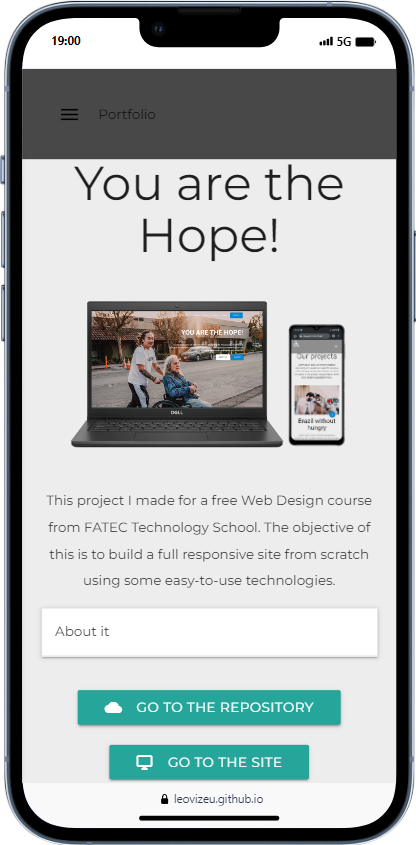 19:00
5G
Portfolio
You are the
Hope!
YOU ARE THE HOPE!
DELL
Our projects
Brazil without
hungry
This project I made for a free Web Design course
from FATEC Technology School. The objective of
this is to build a full responsive site from scratch
using some easy-to-use technologies.
About it
GO TO THE REPOSITORY
GO TO THE SITE
leovizeu.github.io